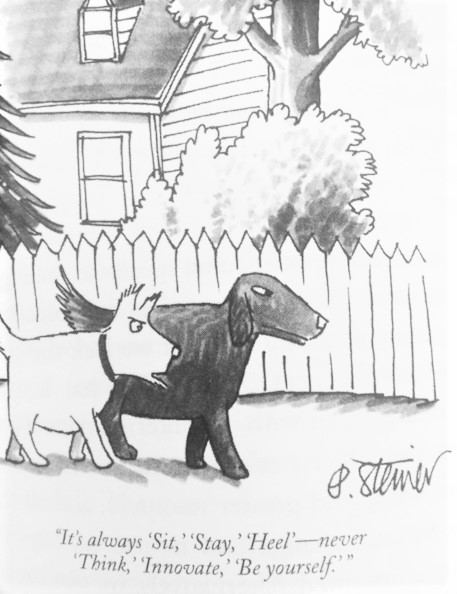 P. Steiner
"It's always 'Sit,' 'Stay,' 'Heel'—never
'Think,' 'Innovate,' 'Be yourself.' "